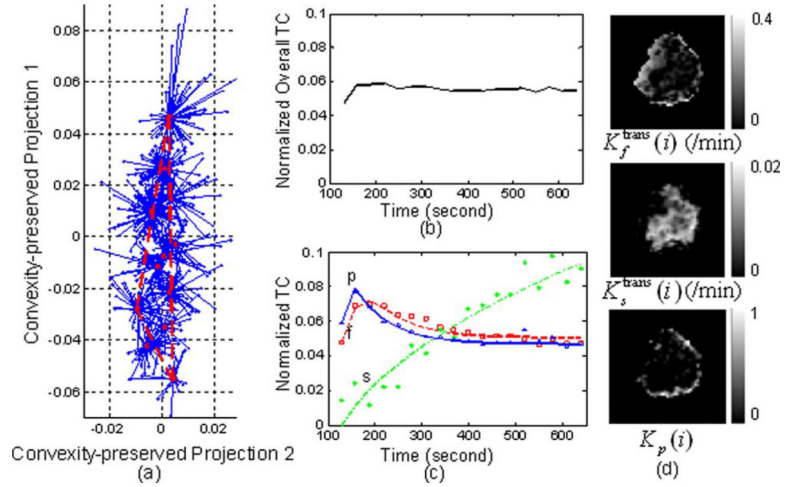 Convexity-preserved Projection 1
0.08
0.06
0.04
0.02
0
-0.02
-0.04
-0.06
-0.02 0 0.02
Convexity-preserved Projection 2
(a)
Normalized Overall TC
0.1
0.08
0.06
0.04
0.02
0
100 200 300 400 500 600
Time (second)
(b)
Normalized TC
0.1
0.08
0.06
0.04
0.02
0
p
f
s
100 200 300 400 500 600
Time (second)
(c)
0.4
0
K_f^trans(i) (/min)
0.02
0
K_s^trans(i) (/min)
1
0
K_p(i)
(d)